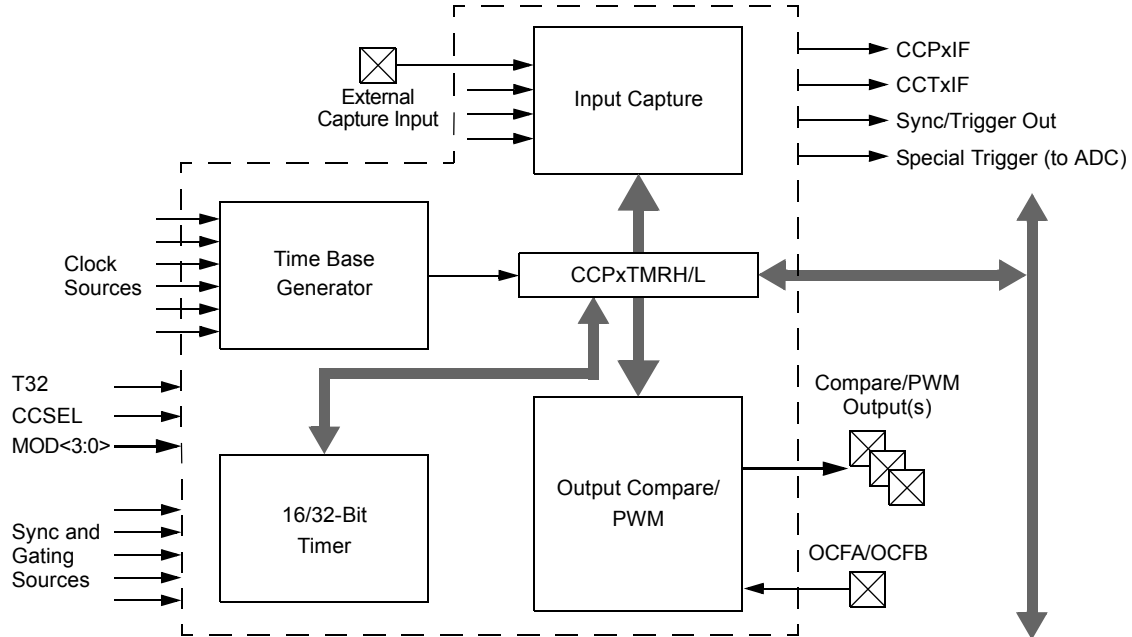 External
Capture Input
Input Capture
CCPxIF
CCTxIF
Sync/Trigger Out
Special Trigger (to ADC)
Clock
Sources
Time Base
Generator
CCPxTMRH/L
T32
CCSEL
MOD<3:0>
Compare/PWM
Output(s)
Sync and
Gating
Sources
16/32-Bit
Timer
Output Compare/
PWM
OCFA/OCFB